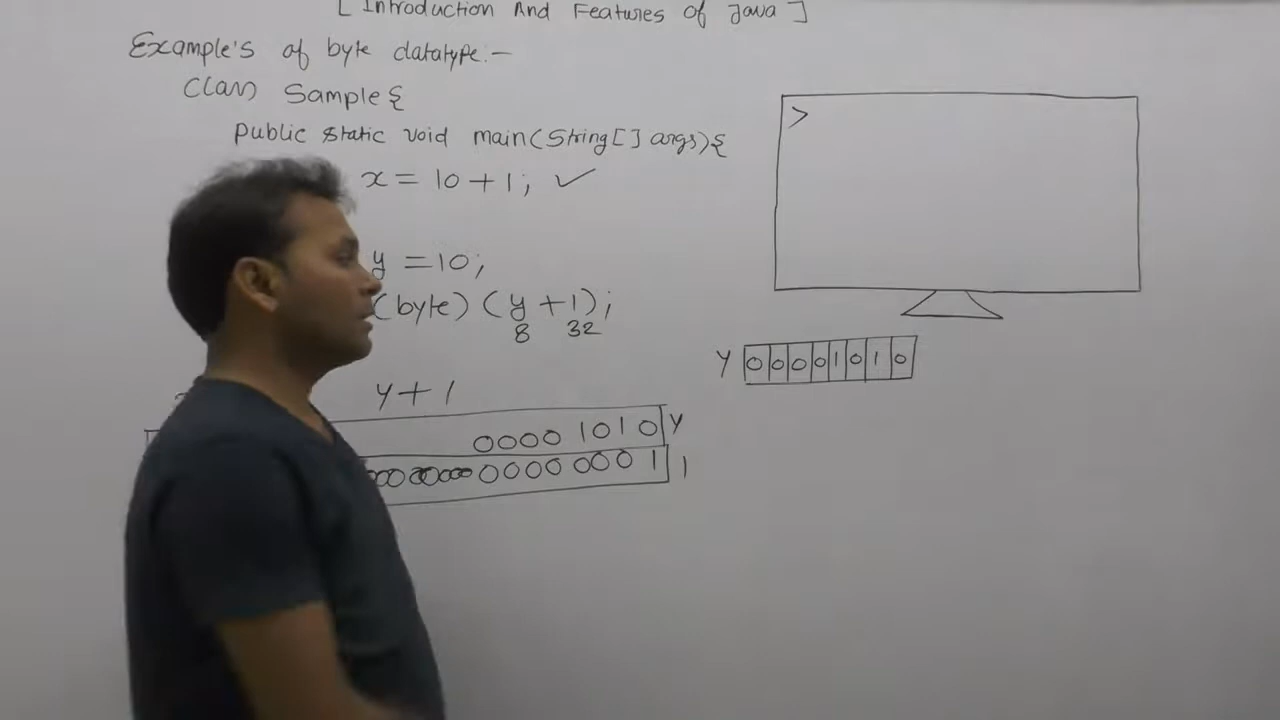 [ Introduction And Features of Java ]
Example's of byte datatype:-
Class Sample {
public static void main(String[] args){
x = 10 + 1; ✓
y = 10;
(byte) (y + 1);
8 32
y + 1
0000 1010 y
0000 0001 1
>
Y 0 0 0 0 1 0 1 0